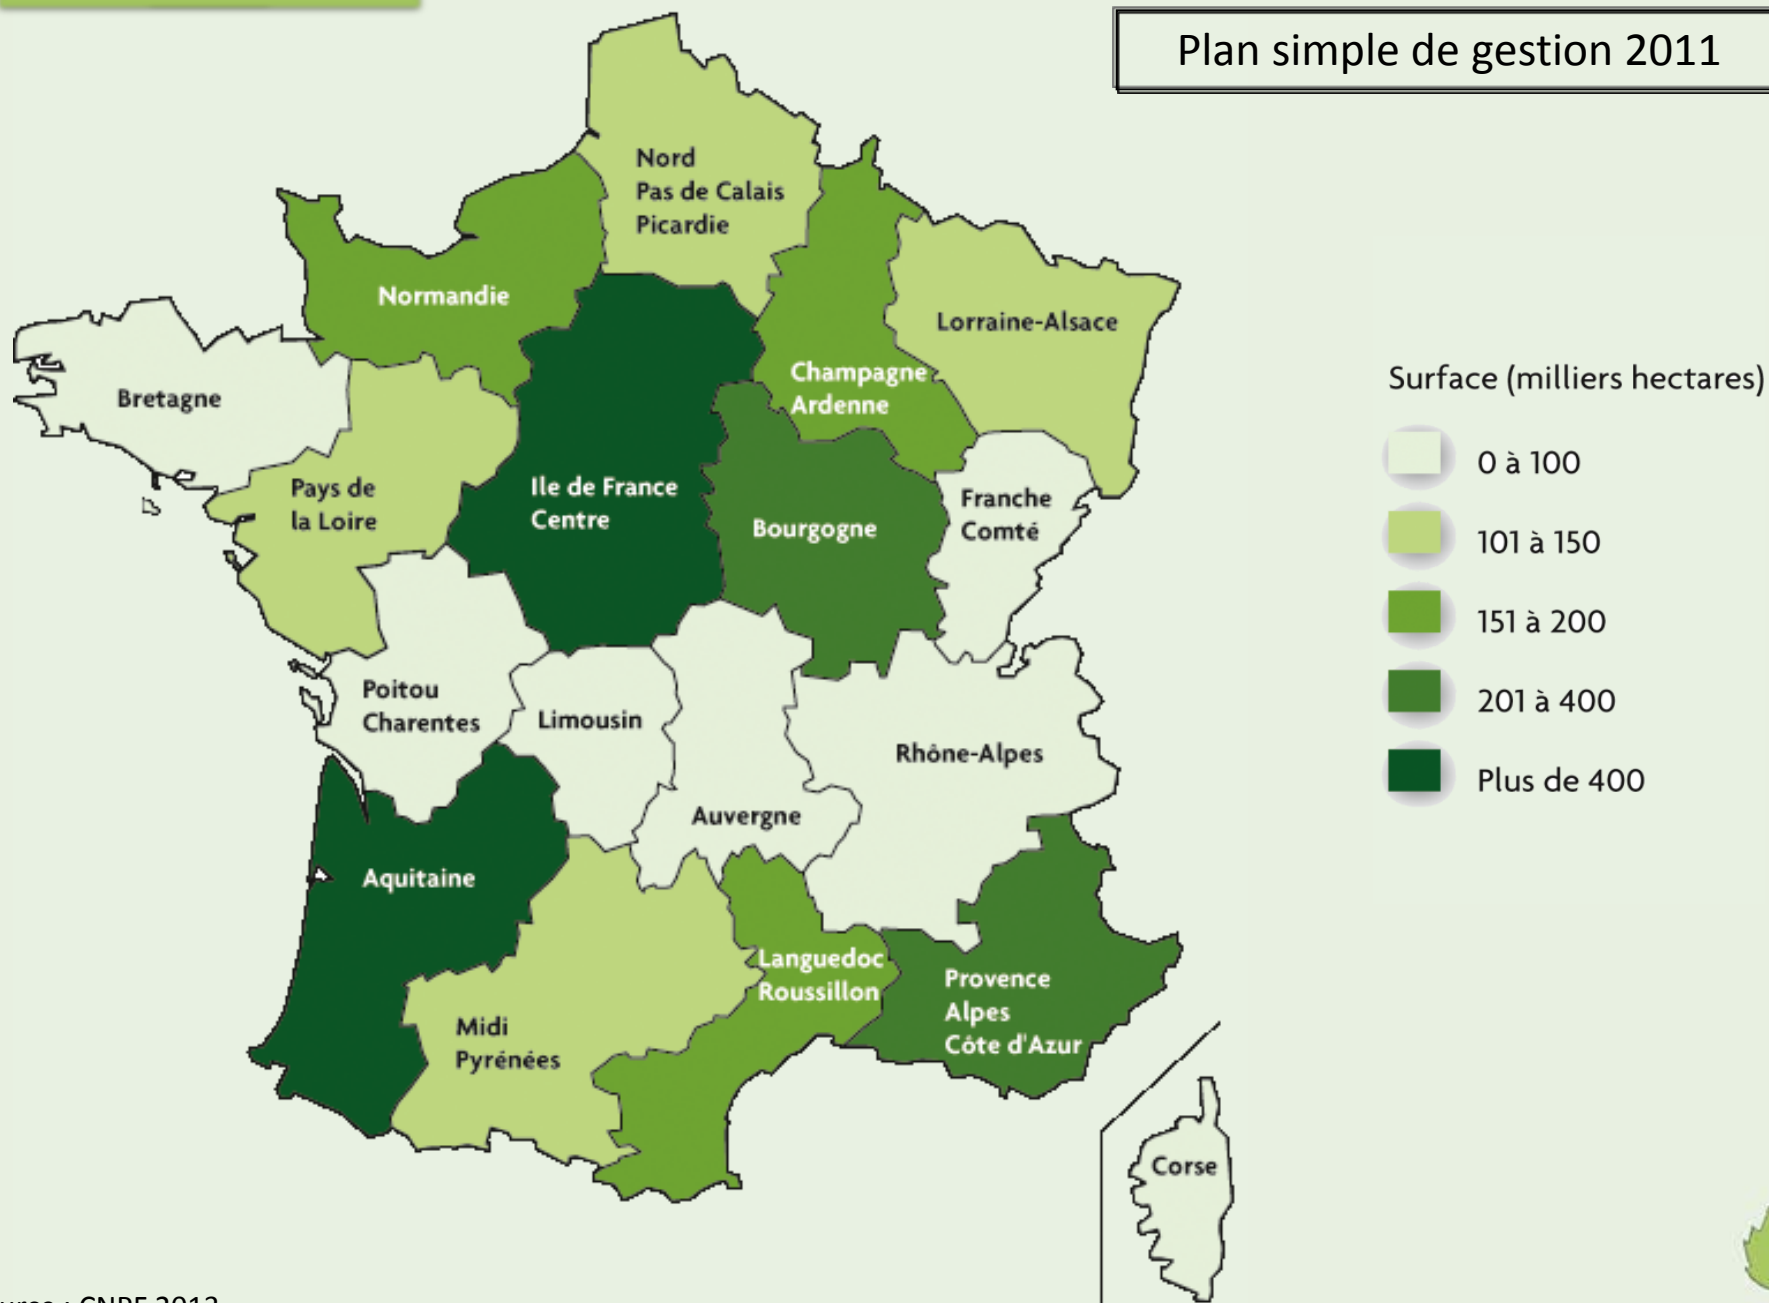 Plan simple de gestion 2011
Nord
Pas de Calais
Picardie
Normandie
Lorraine-Alsace
Bretagne
Champagne
Ardenne
Pays de
la Loire
Ile de France
Centre
Bourgogne
Franche
Comté
Poitou
Charentes
Limousin
Rhône-Alpes
Auvergne
Aquitaine
Languedoc
Roussillon
Provence
Alpes
Côte d'Azur
Midi
Pyrénées
Corse
Surface (milliers hectares)
0 à 100
101 à 150
151 à 200
201 à 400
Plus de 400